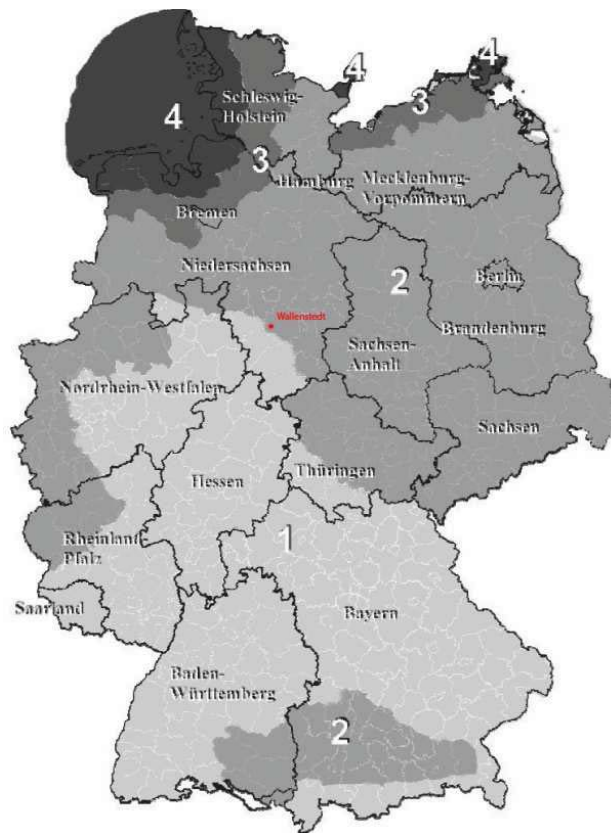 4
4
Schleswig-
Holstein
4
3
3
Hamburg
Mecklenburg-
Vorpommern
Bremen
Niedersachsen
2
Berlin
Wallenstedt
Brandenburg
Sachsen-
Anhalt
Nordrhein-Westfalen
Sachsen
Thüringen
Hessen
1
Rheinland-
Pfalz
Saarland
Bayern
Baden-
Württemberg
2